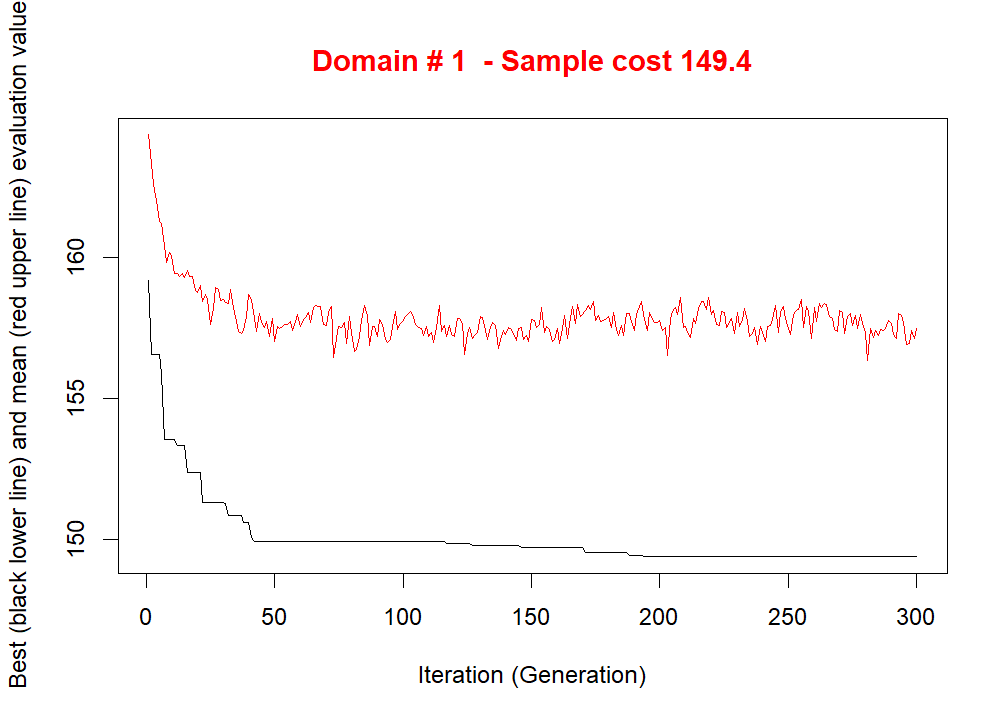 Domain # 1  - Sample cost 149.4
Best (black lower line) and mean (red upper line) evaluation value
160
155
150
0 50 100 150 200 250 300
Iteration (Generation)